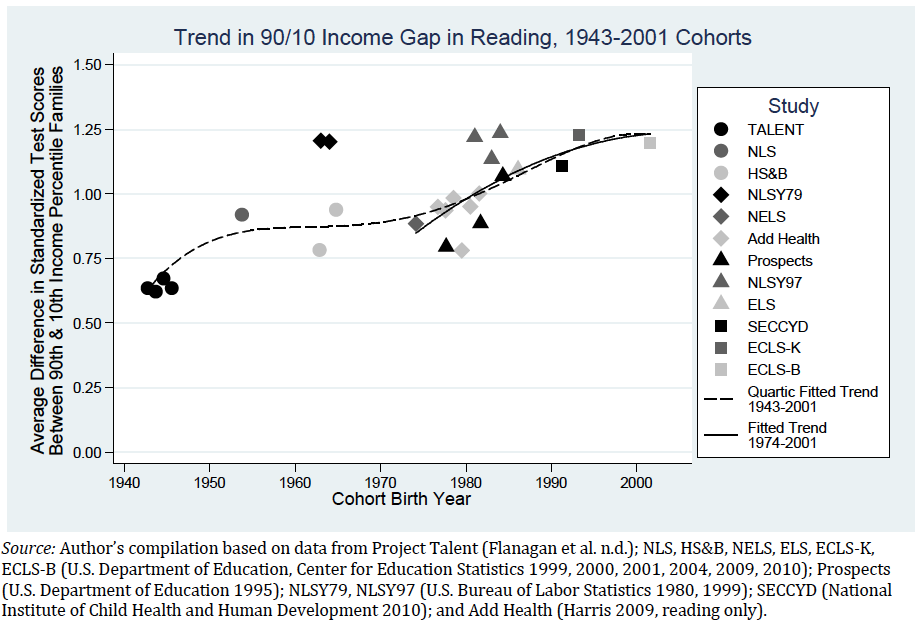 Trend in 90/10 Income Gap in Reading, 1943-2001 Cohorts
Average Difference in Standardized Test Scores
Between 90th & 10th Income Percentile Families
1.50
1.25
1.00
0.75
0.50
0.25
0.00
1940
1950
1960
1970
1980
1990
2000
Cohort Birth Year
Study
TALENT
NLS
HS&B
NLSY79
NELS
Add Health
Prospects
NLSY97
ELS
SECCYD
ECLS-K
ECLS-B
Quartic Fitted Trend
1943-2001
Fitted Trend
1974-2001
Source: Author's compilation based on data from Project Talent (Flanagan et al. n.d.); NLS, HS&B, NELS, ELS, ECLS-K,
ECLS-B (U.S. Department of Education, Center for Education Statistics 1999, 2000, 2001, 2004, 2009, 2010); Prospects
(U.S. Department of Education 1995); NLSY79, NLSY97 (U.S. Bureau of Labor Statistics 1980, 1999); SECCYD (National
Institute of Child Health and Human Development 2010); and Add Health (Harris 2009, reading only).